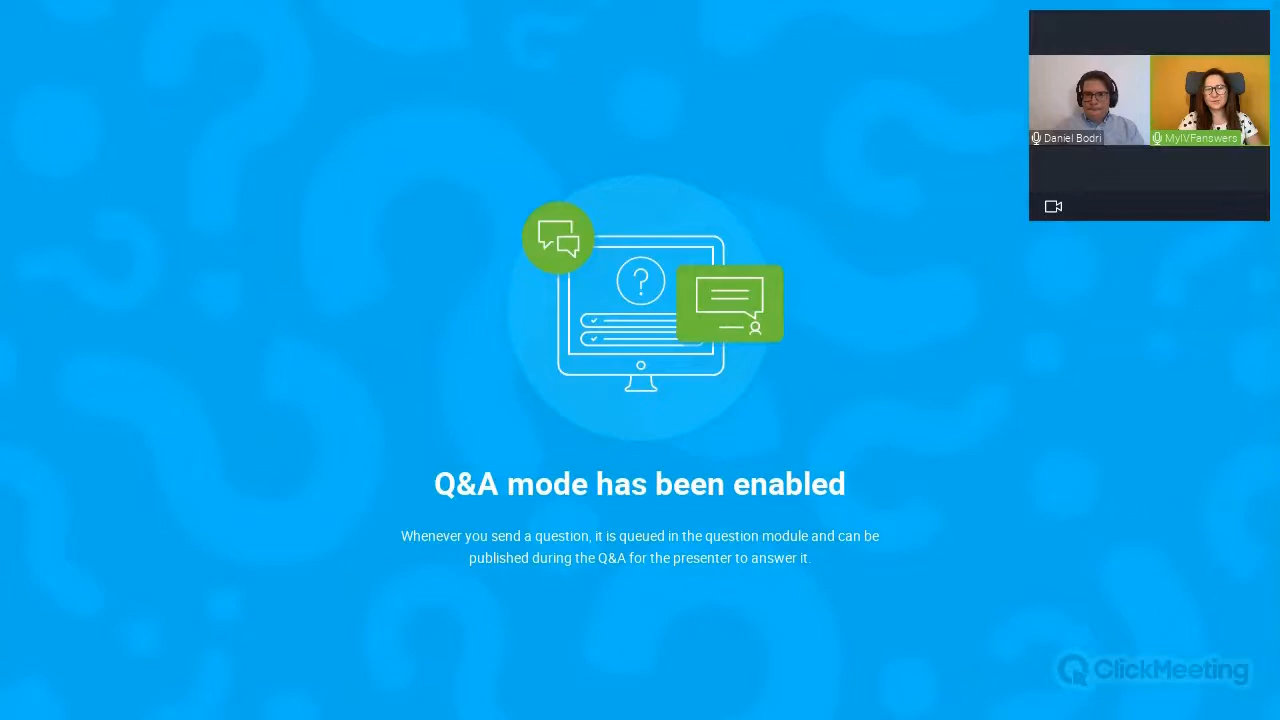 Daniel Bodri
MyIVFanswers
?
Q&A mode has been enabled
Whenever you send a question, it is queued in the question module and can be
published during the Q&A for the presenter to answer it.
ClickMeeting